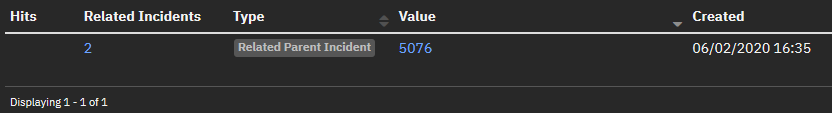 Hits Related Incidents Type Value Created
2 Related Parent Incident 5076 06/02/2020 16:35
Displaying 1 - 1 of 1